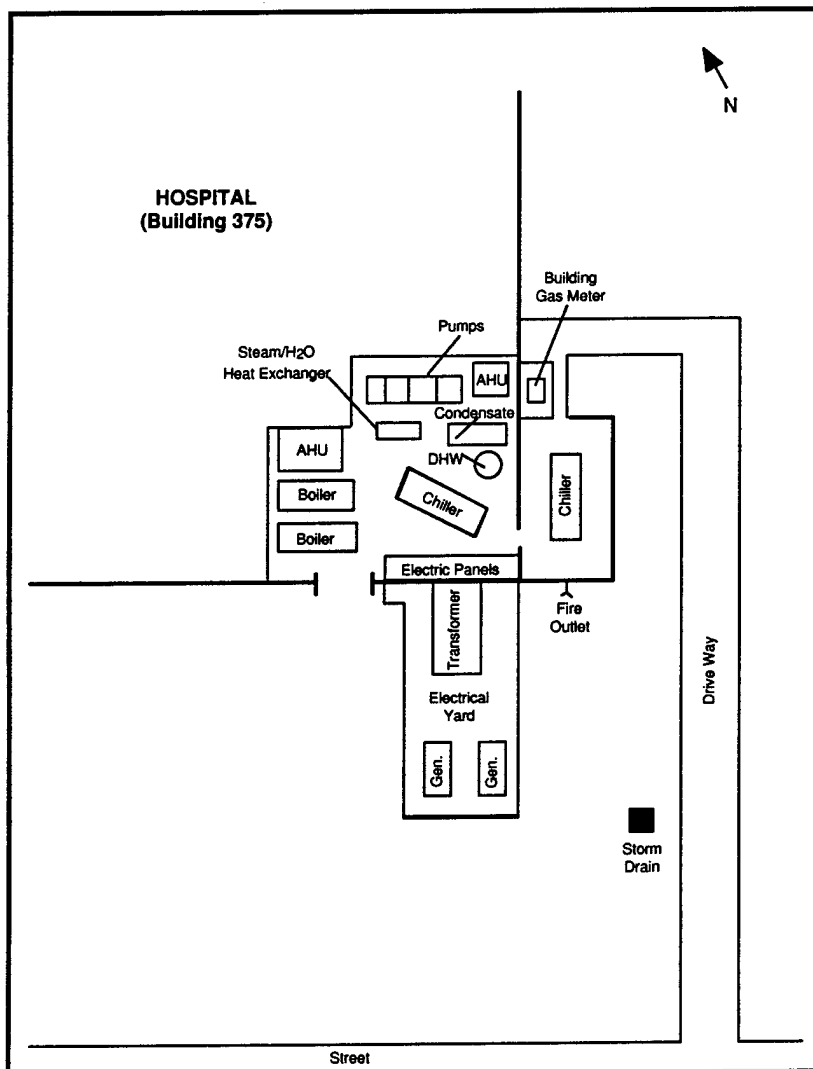 N
HOSPITAL
(Building 375)
Building
Gas Meter
Pumps
Steam/H2O
Heat Exchanger
AHU
Condensate
AHU
DHW
Boiler
Chiller
Chiller
Boiler
Electric Panels
Fire
Outlet
Transformer
Drive Way
Electrical
Yard
Gen.
Gen.
Storm
Drain
Street